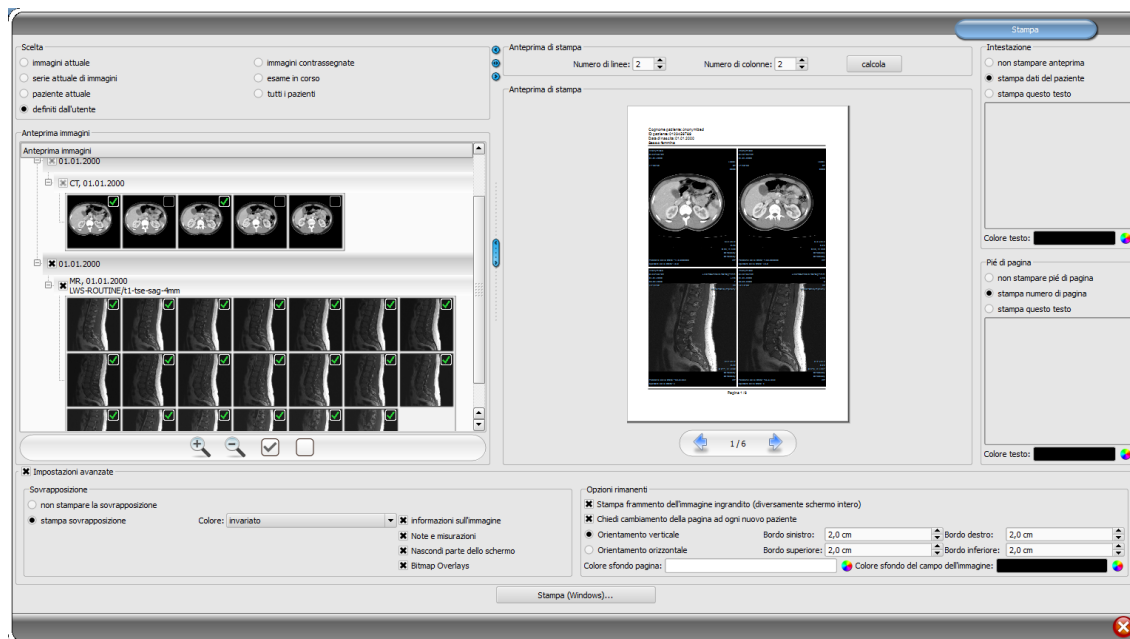 Stampa
Scelta
immagini attuale
immagini contrassegnate
serie attuale di immagini
esame in corso
paziente attuale
tutti i pazienti
definiti dall'utente
Anteprima immagini
Anteprima immagini
01.01.2000
CT, 01.01.2000
01.01.2000
MR, 01.01.2000
LWS-ROUTINE/t1-tse-sag-4mm
Anteprima di stampa
Numero di linee: 2
Numero di colonne: 2
calcola
Anteprima di stampa
Pagina 1 / 6
1/6
Intestazione
non stampare anteprima
stampa dati del paziente
stampa questo testo
Colore testo:
Pié di pagina
non stampare pié di pagina
stampa numero di pagina
stampa questo testo
Colore testo:
Impostazioni avanzate
Sovrapposizione
non stampare la sovrapposizione
stampa sovrapposizione
Colore: invariato
informazioni sull'immagine
Note e misurazioni
Nascondi parte dello schermo
Bitmap Overlays
Opzioni rimanenti
Stampa frammento dell'immagine ingrandito (diversamente schermo intero)
Chiedi cambiamento della pagina ad ogni nuovo paziente
Orientamento verticale
Bordo sinistro: 2,0 cm
Bordo destro: 2,0 cm
Orientamento orizzontale
Bordo superiore: 2,0 cm
Bordo inferiore: 2,0 cm
Colore sfondo pagina:
Colore sfondo del campo dell'immagine:
Stampa (Windows)...